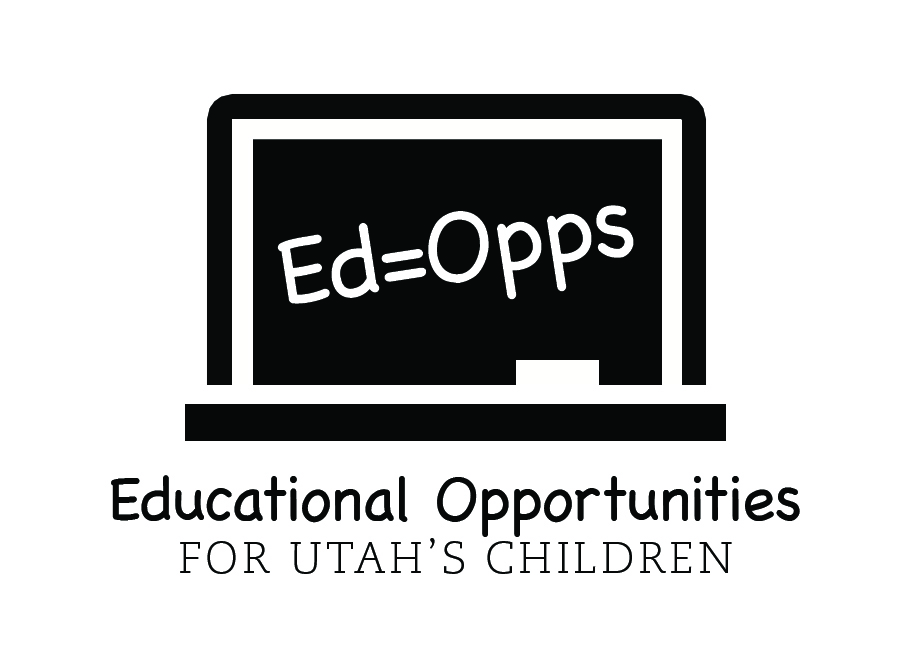 Ed=Opps
Educational Opportunities
FOR UTAH'S CHILDREN